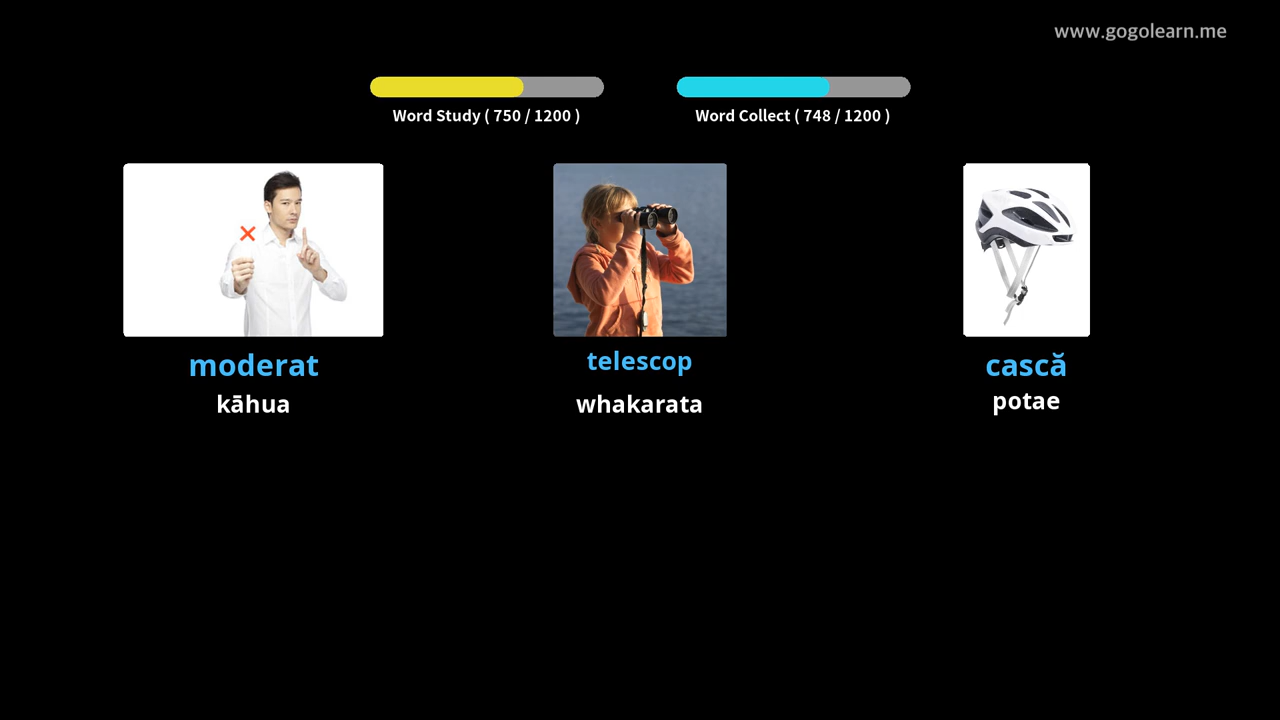 www.gogolearn.me
Word Study ( 750 / 1200 )
Word Collect ( 748 / 1200 )
moderat
kāhua
telescop
whakarata
cască
potae